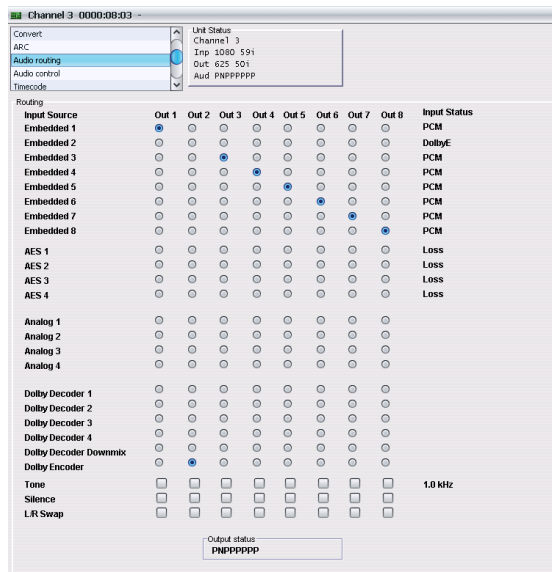 Channel 3 0000:08:03 -
Convert
ARC
Audio routing
Audio control
Timecode
Unit Status
Channel 3
Inp 1080 59i
Out 625 50i
Aud PNPPPPPP
Routing
Input Source Out 1 Out 2 Out 3 Out 4 Out 5 Out 6 Out 7 Out 8 Input Status
Embedded 1 PCM
Embedded 2 DolbyE
Embedded 3 PCM
Embedded 4 PCM
Embedded 5 PCM
Embedded 6 PCM
Embedded 7 PCM
Embedded 8 PCM
AES 1 Loss
AES 2 Loss
AES 3 Loss
AES 4 Loss
Analog 1
Analog 2
Analog 3
Analog 4
Dolby Decoder 1
Dolby Decoder 2
Dolby Decoder 3
Dolby Decoder 4
Dolby Decoder Downmix
Dolby Encoder
Tone 1.0 kHz
Silence
L/R Swap
Output status
PNPPPPPP